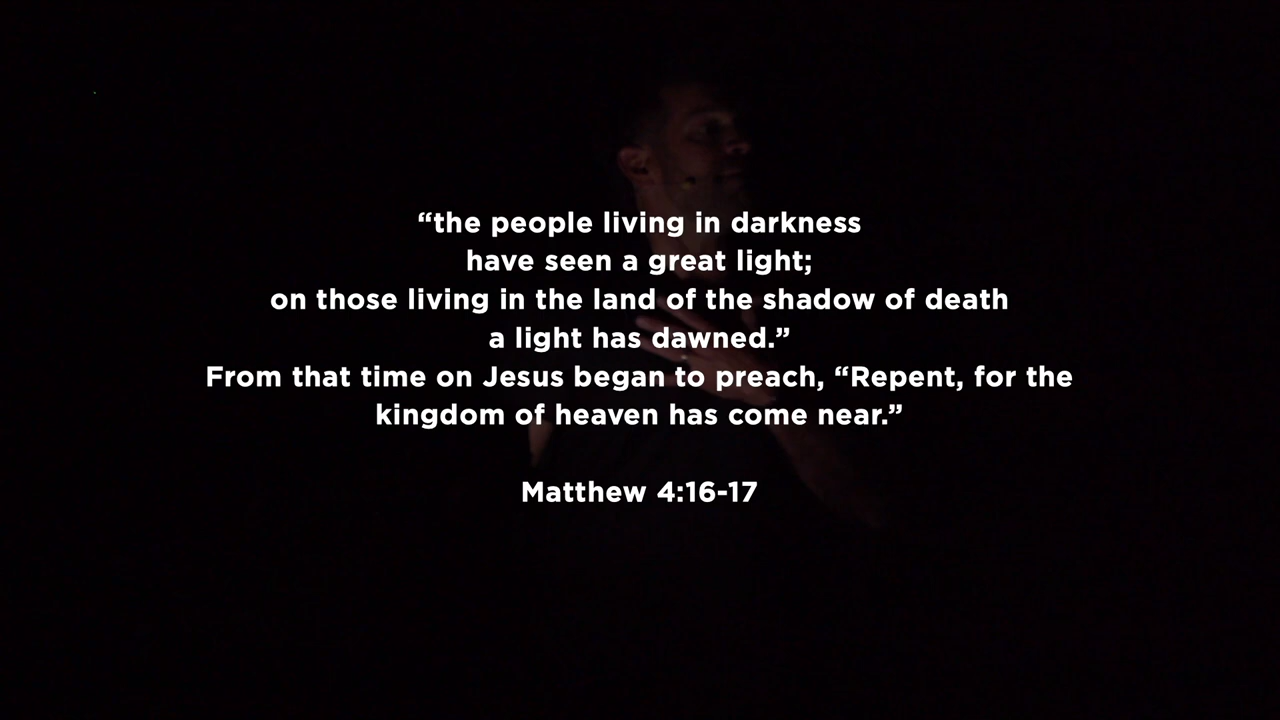 “the people living in darkness
have seen a great light;
on those living in the land of the shadow of death
a light has dawned.”
From that time on Jesus began to preach, “Repent, for the
kingdom of heaven has come near.”
Matthew 4:16-17